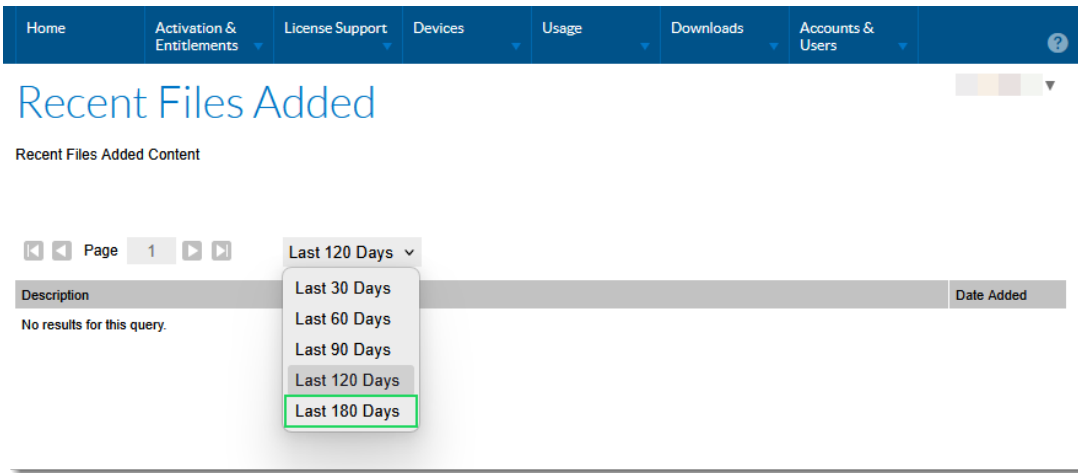 Home
Activation & Entitlements
License Support
Devices
Usage
Downloads
Accounts & Users
?
Recent Files Added
Recent Files Added Content
Page 1
Last 120 Days
Description
Date Added
No results for this query.
Last 30 Days
Last 60 Days
Last 90 Days
Last 120 Days
Last 180 Days